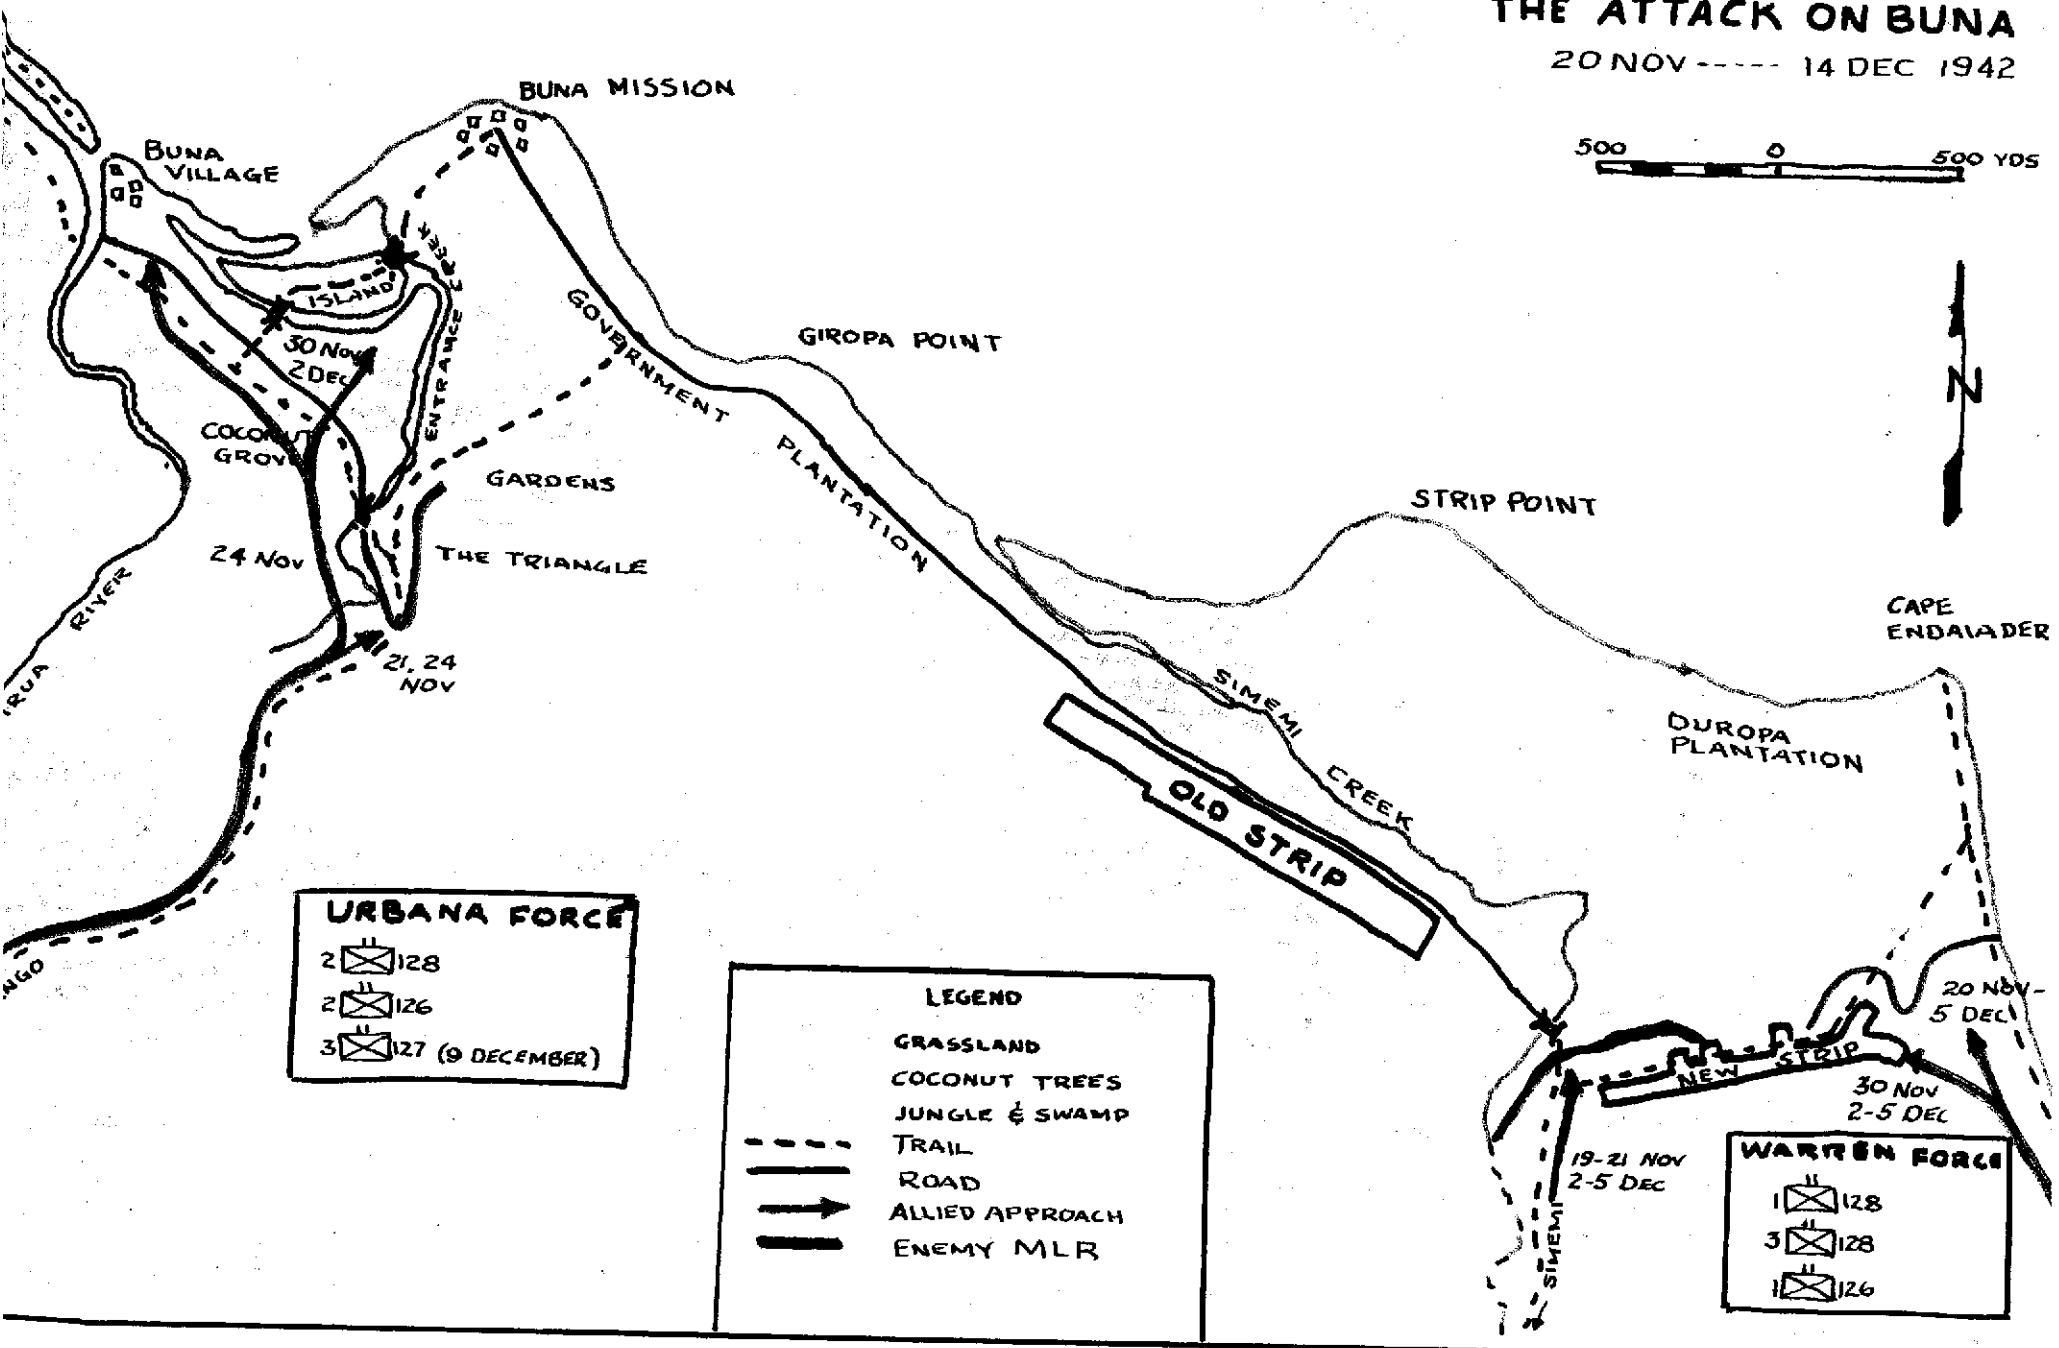 THE ATTACK ON BUNA
20 NOV ----- 14 DEC 1942
500 0 500 YDS
BUNA MISSION
BUNA
VILLAGE
ISLAND
ENTRANCE CREEK
30 NOV
2 DEC
COCONUT
GROVE
GOVERNMENT
PLANTATION
GIROPA POINT
N
GARDENS
STRIP POINT
24 NOV
THE TRIANGLE
RIVER
21, 24
NOV
CAPE
ENDAIADER
SIMEMI
CREEK
DUROPA
PLANTATION
OLD STRIP
URBANA FORCE
2 128
2 126
3 127 (9 DECEMBER)
LEGEND
GRASSLAND
COCONUT TREES
JUNGLE & SWAMP
TRAIL
ROAD
ALLIED APPROACH
ENEMY MLR
20 NOV-
5 DEC
NEW STRIP
30 NOV
2-5 DEC
19-21 NOV
2-5 DEC
SIMEMI
WARREN FORCE
1 128
3 128
1 126